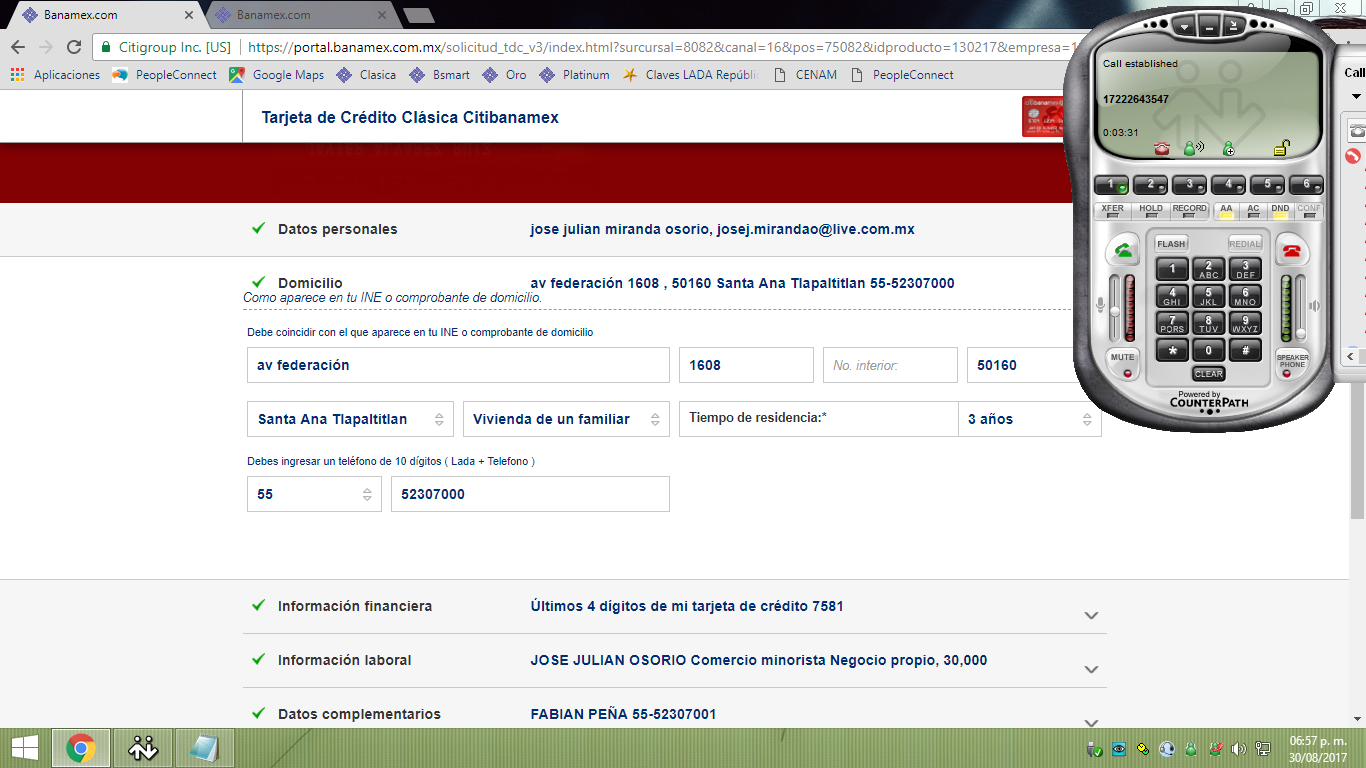 Banamex.com
Banamex.com
Citigroup Inc. [US]
https://portal.banamex.com.mx/solicitud_tdc_v3/index.html?surcursal=8082&canal=16&pos=75082&idproducto=130217&empresa=1
Aplicaciones
PeopleConnect
Google Maps
Clasica
Bsmart
Oro
Platinum
Claves LADA Repúblic
CENAM
PeopleConnect
Tarjeta de Crédito Clásica Citibanamex
Datos personales
jose julian miranda osorio, josej.mirandao@live.com.mx
Domicilio
av federación 1608 , 50160 Santa Ana Tlapaltitlan 55-52307000
Como aparece en tu INE o comprobante de domicilio.
Debe coincidir con el que aparece en tu INE o comprobante de domicilio
av federación
1608
No. interior:
50160
Santa Ana Tlapaltitlan
Vivienda de un familiar
Tiempo de residencia:*
3 años
Debes ingresar un teléfono de 10 dígitos ( Lada + Telefono )
55
52307000
Información financiera
Últimos 4 dígitos de mi tarjeta de crédito 7581
Información laboral
JOSE JULIAN OSORIO Comercio minorista Negocio propio, 30,000
Datos complementarios
FABIAN PEÑA 55-52307001
Call established
17222643547
0:03:31
1 2 3 4 5 6
XFER HOLD RECORD AA AC DND CONF
FLASH REDIAL
1 2 ABC 3 DEF
4 GHI 5 JKL 6 MNO
7 PQRS 8 TUV 9 WXYZ
* 0 #
MUTE
CLEAR
SPEAKER PHONE
Powered by
COUNTERPATH
Call
06:57 p. m.
30/08/2017